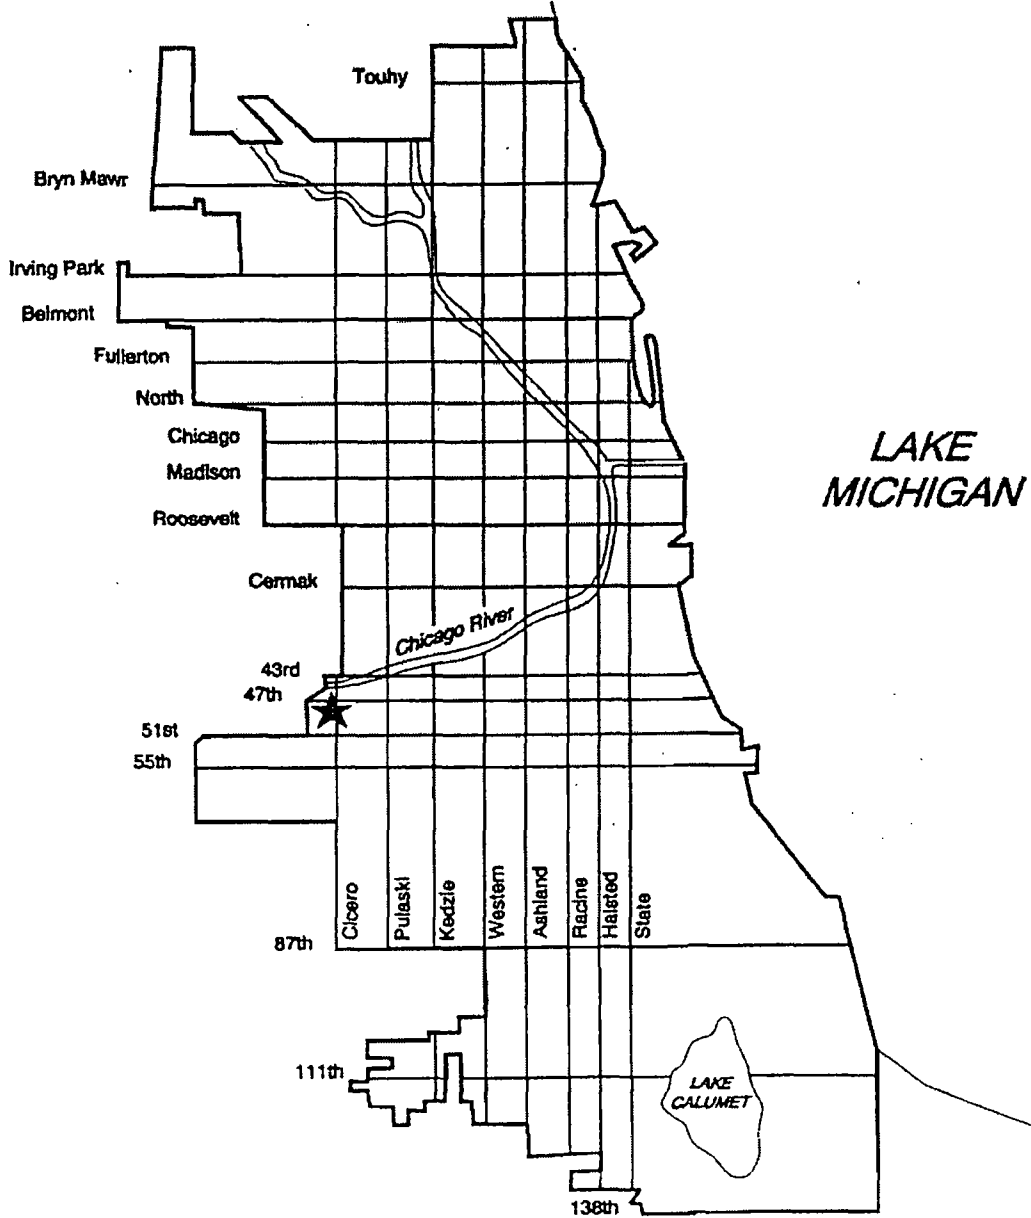 Touhy
Bryn Mawr
Irving Park
Belmont
Fullerton
North
Chicago
Madison
Roosevelt
LAKE
MICHIGAN
Cermak
Chicago River
43rd
47th
51st
55th
Cicero
Pulaski
Kedzie
Western
Ashland
Racine
Halsted
State
87th
111th
LAKE
CALUMET
138th